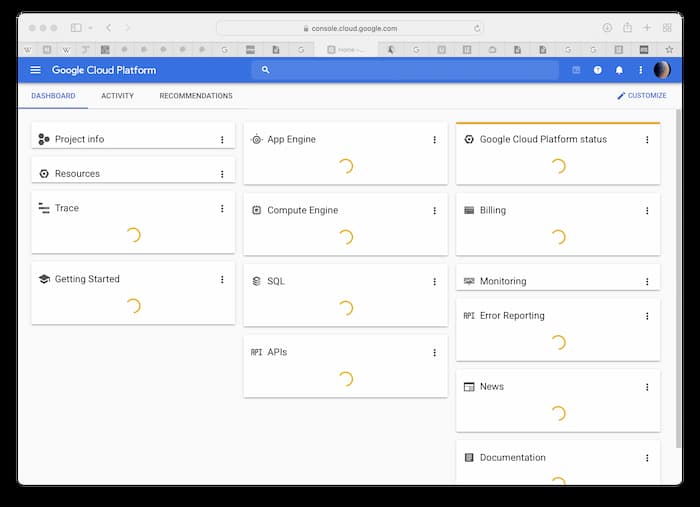 console.cloud.google.com
Home –
Google Cloud Platform
DASHBOARD
ACTIVITY
RECOMMENDATIONS
CUSTOMIZE
Project info
Resources
Trace
Getting Started
App Engine
Compute Engine
SQL
API APIs
Google Cloud Platform status
Billing
Monitoring
API Error Reporting
News
Documentation